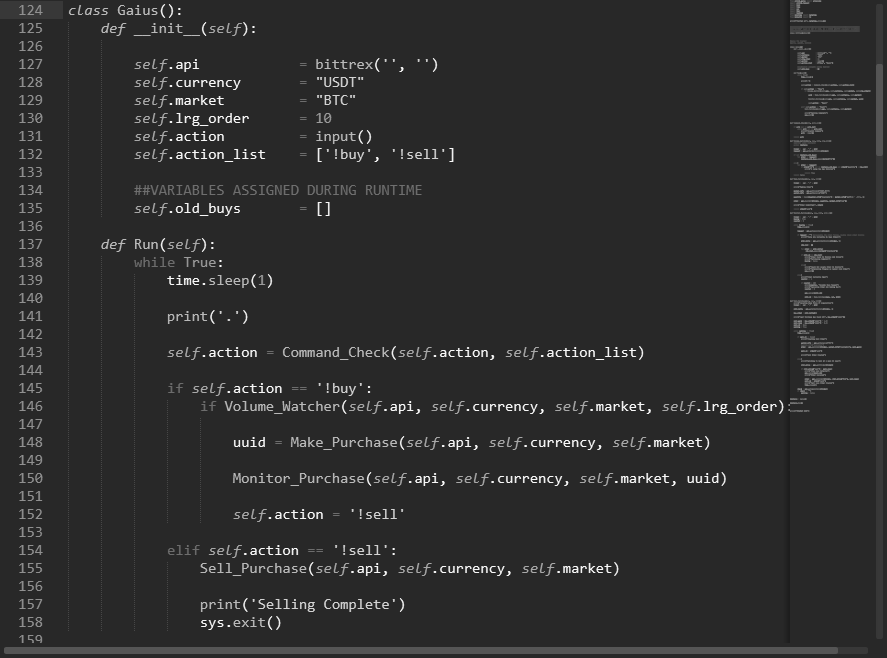 124 class Gaius():
125     def __init__(self):
126
127         self.api            = bittrex('', '')
128         self.currency       = "USDT"
129         self.market         = "BTC"
130         self.lrg_order      = 10
131         self.action         = input()
132         self.action_list    = ['!buy', '!sell']
133
134         ##VARIABLES ASSIGNED DURING RUNTIME
135         self.old_buys       = []
136
137     def Run(self):
138         while True:
139             time.sleep(1)
140
141             print('.')
142
143             self.action = Command_Check(self.action, self.action_list)
144
145             if self.action == '!buy':
146                 if Volume_Watcher(self.api, self.currency, self.market, self.lrg_order):
147
148                     uuid = Make_Purchase(self.api, self.currency, self.market)
149
150                     Monitor_Purchase(self.api, self.currency, self.market, uuid)
151
152                     self.action = '!sell'
153
154             elif self.action == '!sell':
155                 Sell_Purchase(self.api, self.currency, self.market)
156
157                 print('Selling Complete')
158                 sys.exit()
159